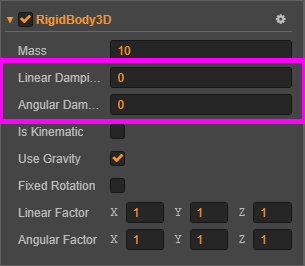 RigidBody3D
Mass 10
Linear Dampi... 0
Angular Dam... 0
Is Kinematic
Use Gravity
Fixed Rotation
Linear Factor X 1 Y 1 Z 1
Angular Factor X 1 Y 1 Z 1